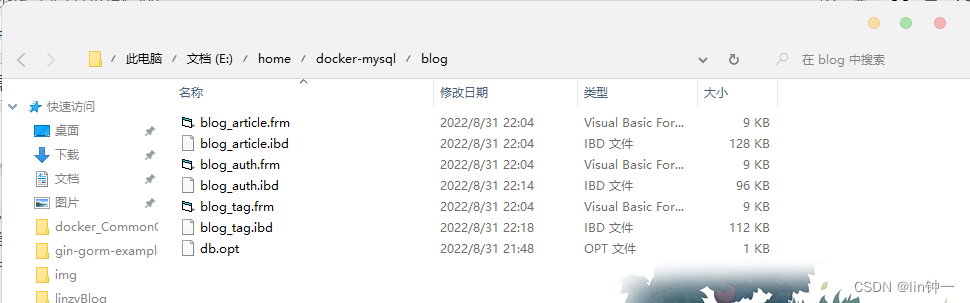 / 此电脑 / 文档 (E:) / home / docker-mysql / blog
在 blog 中搜索
名称 修改日期 类型 大小
快速访问
桌面
下载
文档
图片
docker_CommonC
gin-gorm-example
img
linzyBlog
blog_article.frm 2022/8/31 22:04 Visual Basic For... 9 KB
blog_article.ibd 2022/8/31 22:04 IBD 文件 128 KB
blog_auth.frm 2022/8/31 22:04 Visual Basic For... 9 KB
blog_auth.ibd 2022/8/31 22:14 IBD 文件 96 KB
blog_tag.frm 2022/8/31 22:04 Visual Basic For... 9 KB
blog_tag.ibd 2022/8/31 22:18 IBD 文件 112 KB
db.opt 2022/8/31 21:48 OPT 文件 1 KB
CSDN @lin钟一